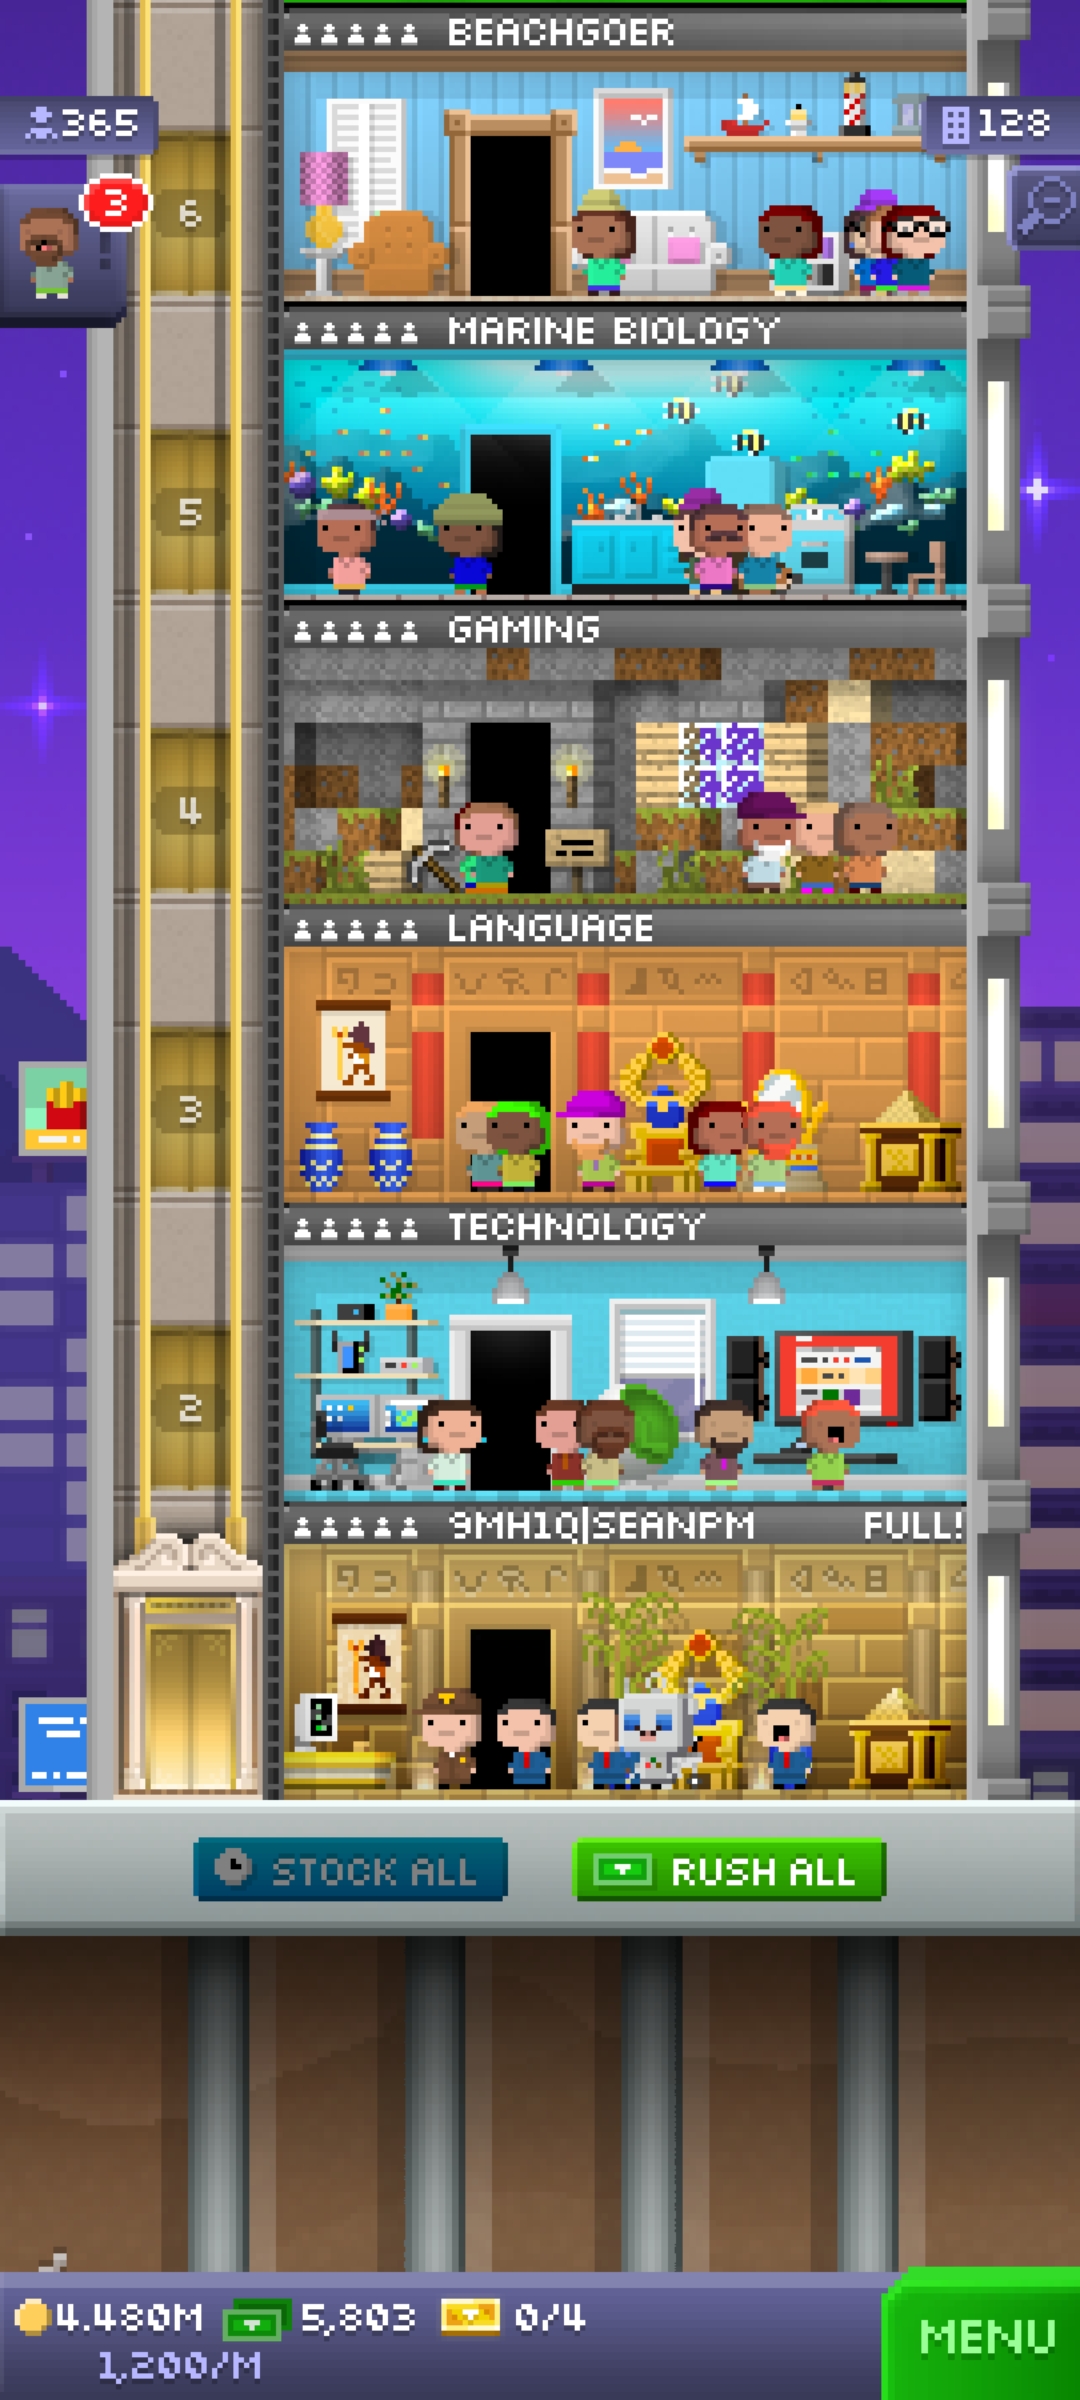 BEACHGOER
365
128
3
6
MARINE BIOLOGY
5
GAMING
4
LANGUAGE
3
TECHNOLOGY
2
9MH1Q|SEANPM FULL!
STOCK ALL
RUSH ALL
4.480M 5,803 0/4
1,200/M
MENU